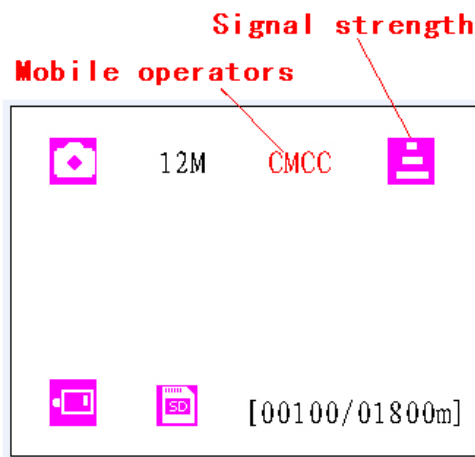 Signal strength
Mobile operators
12M CMCC
SD [00100/01800m]